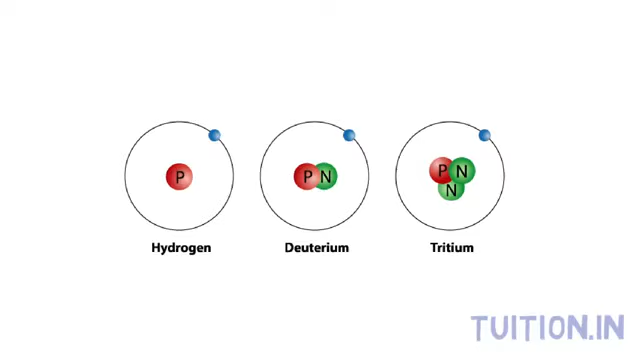 P
P N
P N
N
Hydrogen Deuterium Tritium
TUITION.IN